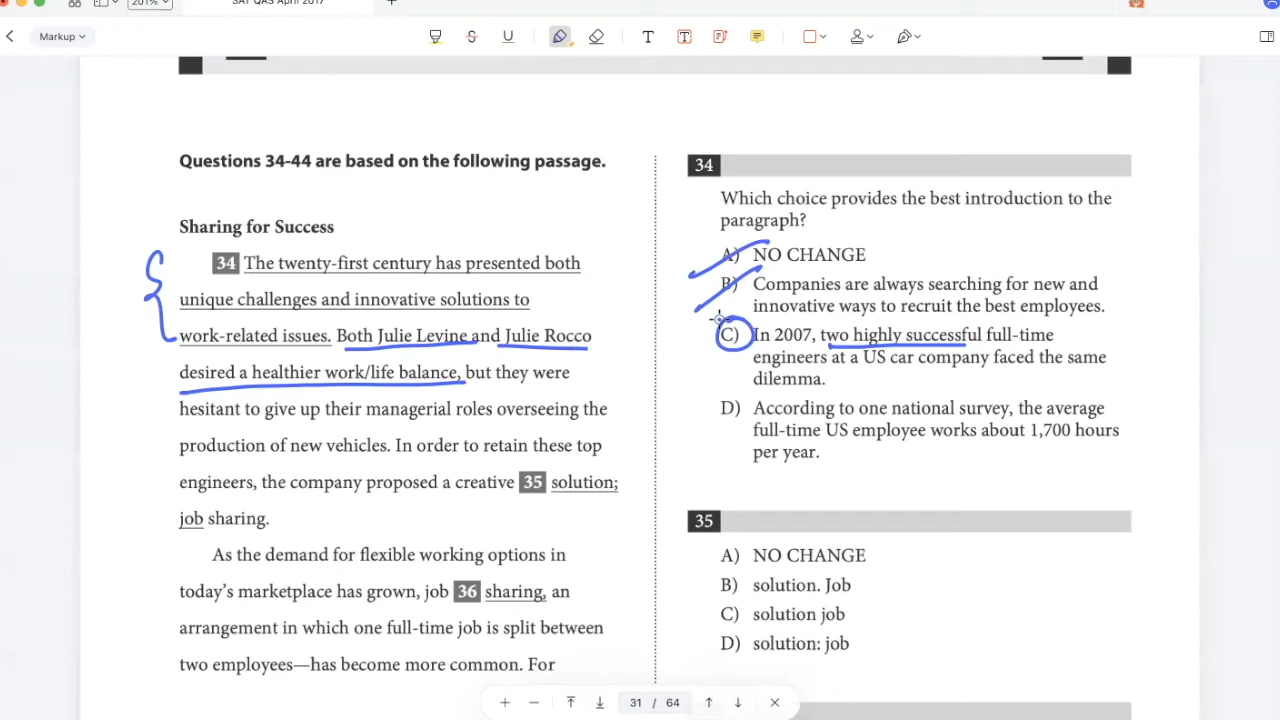 SAT QAS April 2017
201%
Markup
T
T
Questions 34-44 are based on the following passage.
Sharing for Success
34 The twenty-first century has presented both
unique challenges and innovative solutions to
work-related issues. Both Julie Levine and Julie Rocco
desired a healthier work/life balance, but they were
hesitant to give up their managerial roles overseeing the
production of new vehicles. In order to retain these top
engineers, the company proposed a creative 35 solution;
job sharing.
As the demand for flexible working options in
today's marketplace has grown, job 36 sharing, an
arrangement in which one full-time job is split between
two employees—has become more common. For
34
Which choice provides the best introduction to the
paragraph?
A) NO CHANGE
B) Companies are always searching for new and
innovative ways to recruit the best employees.
C) In 2007, two highly successful full-time
engineers at a US car company faced the same
dilemma.
D) According to one national survey, the average
full-time US employee works about 1,700 hours
per year.
35
A) NO CHANGE
B) solution. Job
C) solution job
D) solution: job
31 / 64